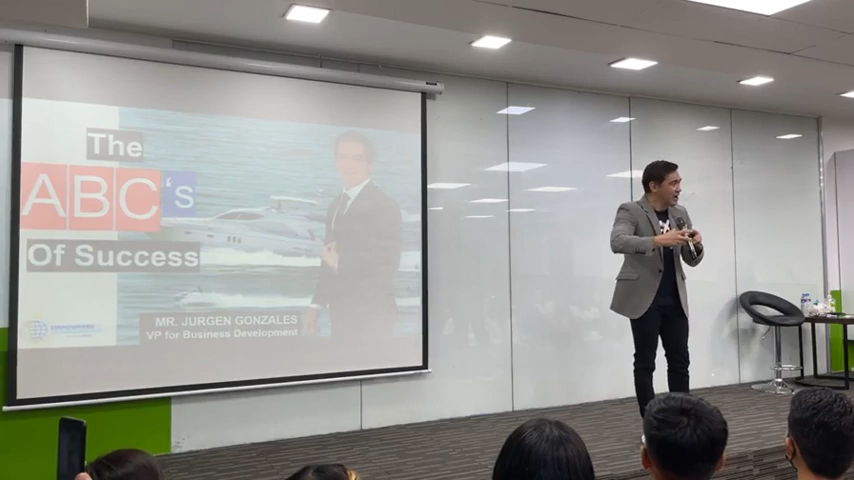 The
ABC's
Of Success
MR. JURGEN GONZALES
VP for Business Development